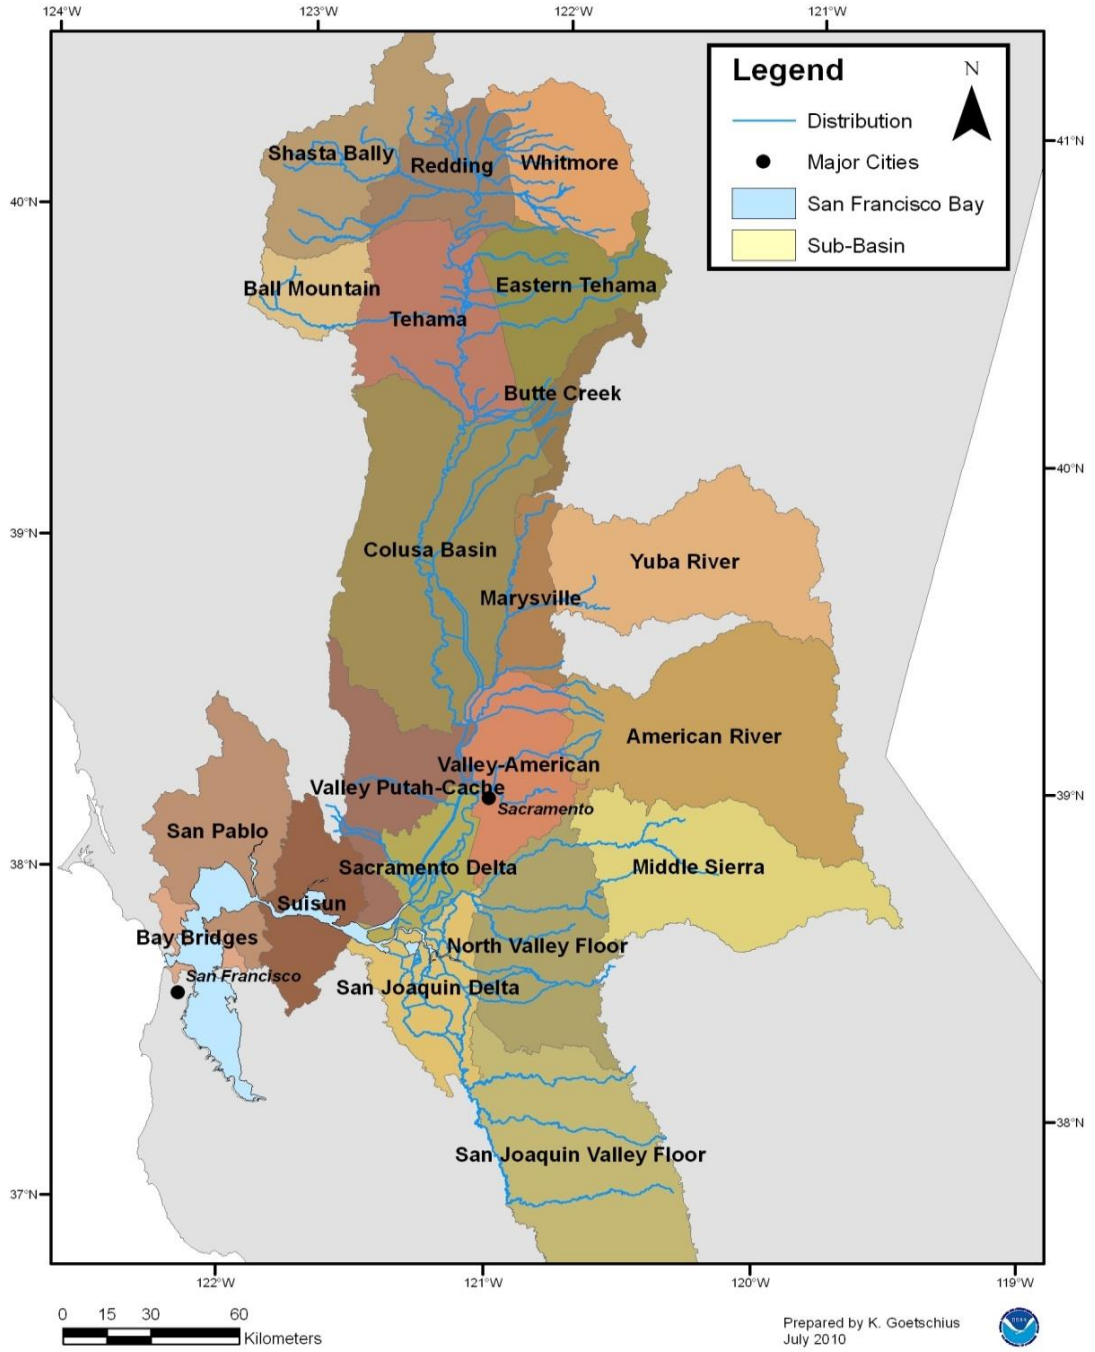 124°W 123°W 122°W 121°W
Legend
N
Distribution
Major Cities
San Francisco Bay
Sub-Basin
41°N
40°N
40°N
39°N
39°N
38°N
38°N
37°N
Shasta Bally
Redding
Whitmore
Ball Mountain
Eastern Tehama
Tehama
Butte Creek
Colusa Basin
Yuba River
Marysville
American River
Valley-American
Valley Putah-Cache
Sacramento
San Pablo
Sacramento Delta
Middle Sierra
Suisun
Bay Bridges
North Valley Floor
San Francisco
San Joaquin Delta
San Joaquin Valley Floor
122°W 121°W 120°W 119°W
0 15 30 60
Kilometers
Prepared by K. Goetschius
July 2010